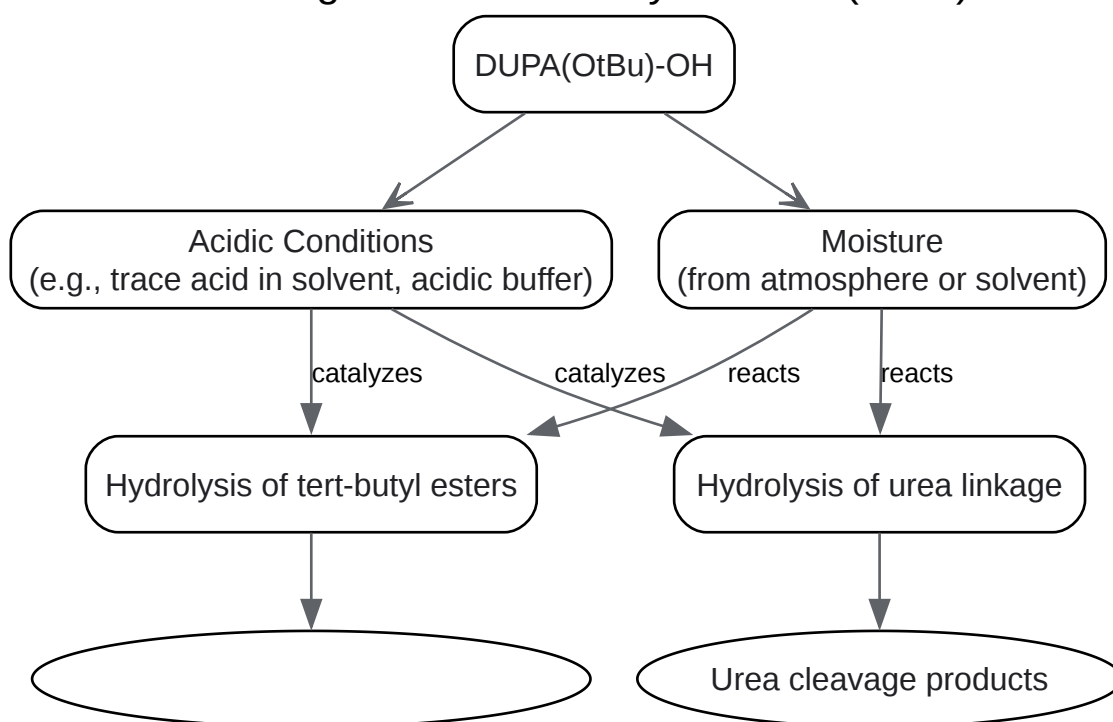 DUPA(OtBu)-OH
Acidic Conditions
(e.g., trace acid in solvent, acidic buffer)
Moisture
(from atmosphere or solvent)
catalyzes
catalyzes
reacts
reacts
Hydrolysis of tert-butyl esters
Hydrolysis of urea linkage
Urea cleavage products